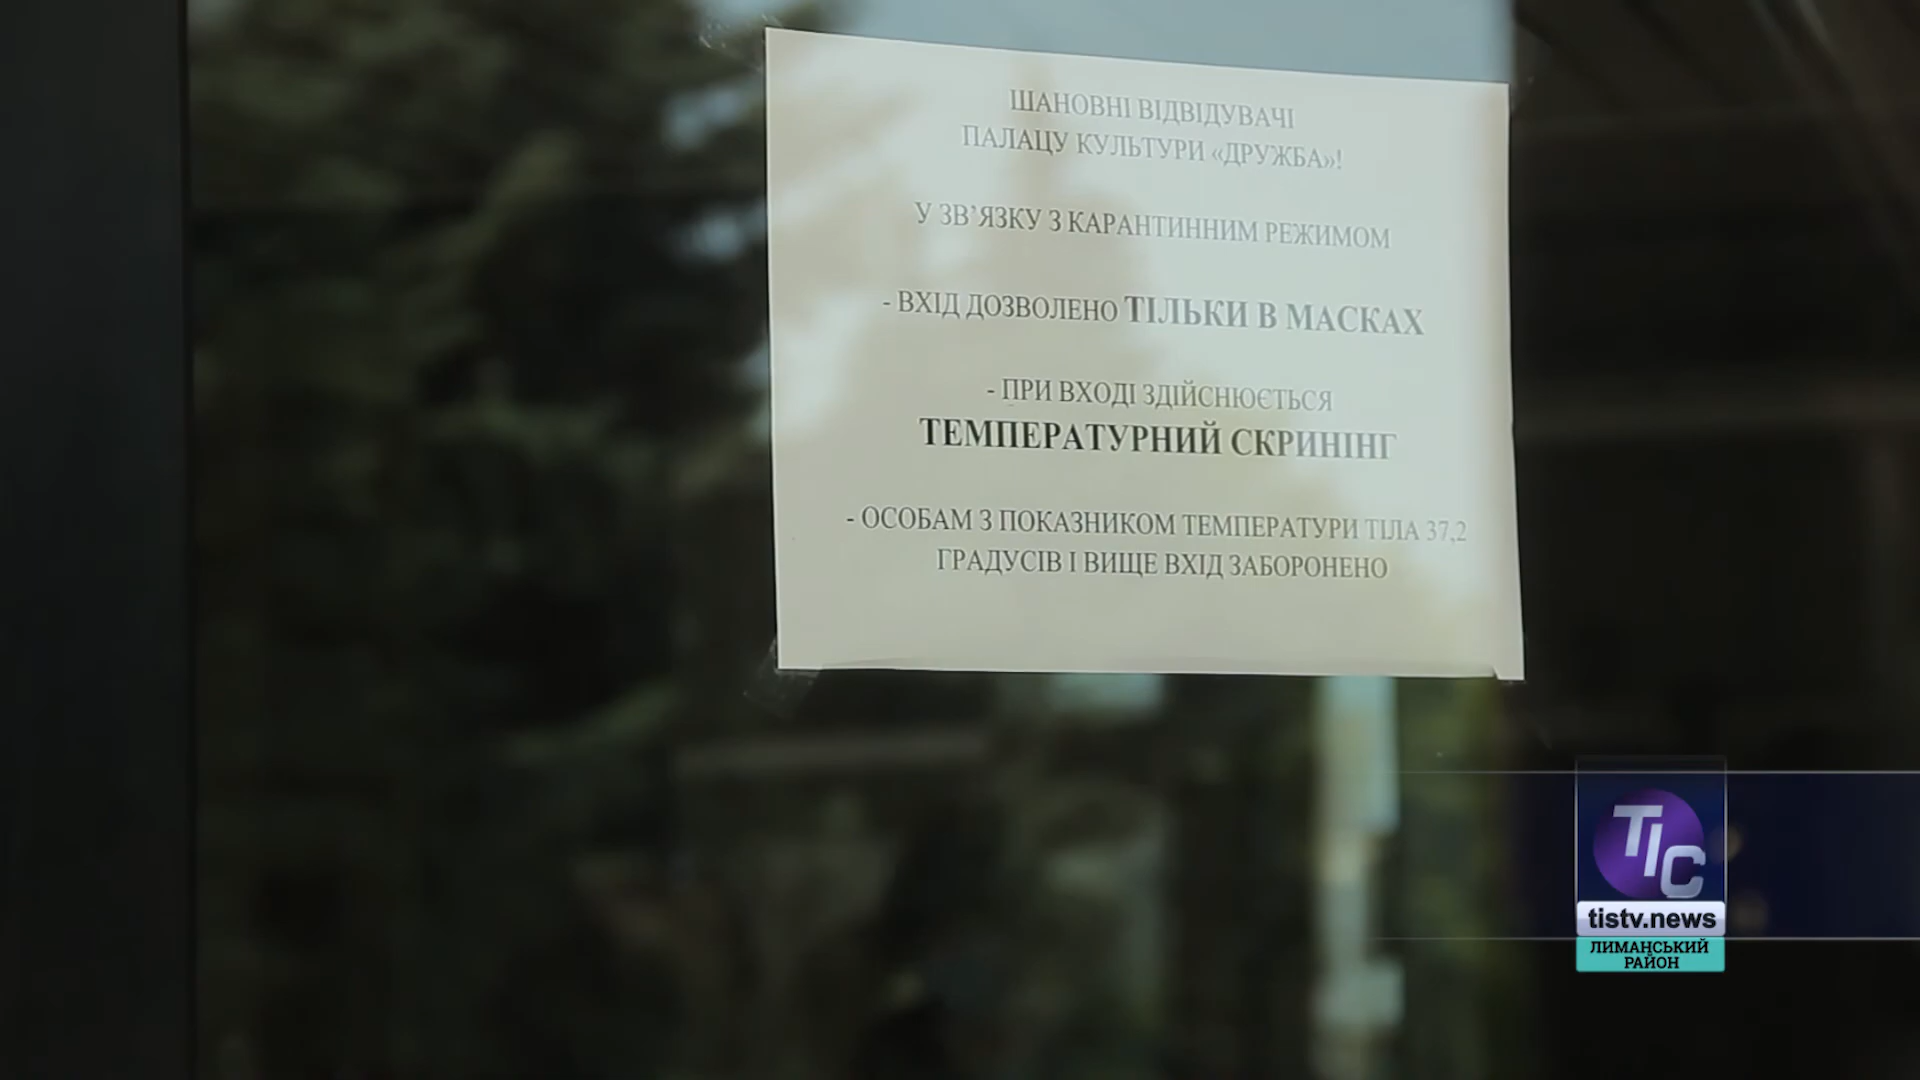 ШАНОВНІ ВІДВІДУВАЧІ
ПАЛАЦУ КУЛЬТУРИ «ДРУЖБА»!
У ЗВ'ЯЗКУ З КАРАНТИННИМ РЕЖИМОМ
- ВХІД ДОЗВОЛЕНО ТІЛЬКИ В МАСКАХ
- ПРИ ВХОДІ ЗДІЙСНЮЄТЬСЯ
ТЕМПЕРАТУРНИЙ СКРИНІНГ
- ОСОБАМ З ПОКАЗНИКОМ ТЕМПЕРАТУРИ ТІЛА 37,2
ГРАДУСІВ І ВИЩЕ ВХІД ЗАБОРОНЕНО
ТІС
tistv.news
ЛИМАНСЬКИЙ
РАЙОН